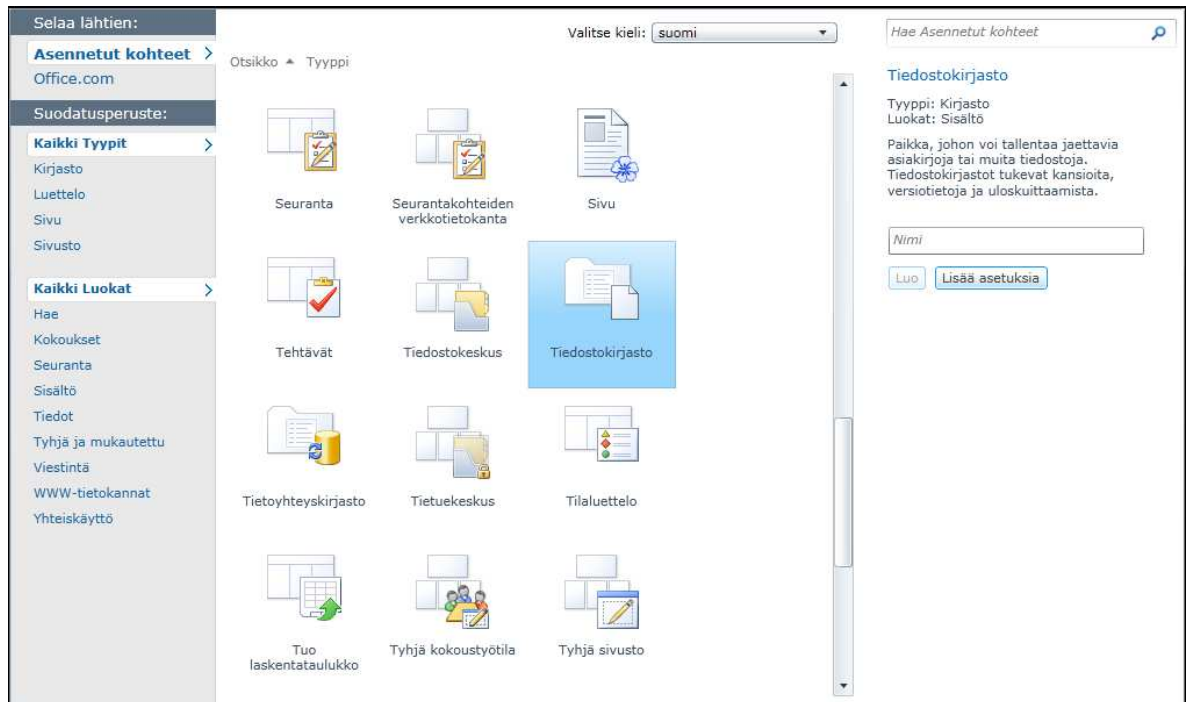 Selaa lähtien:
Asennetut kohteet
Office.com
Suodatusperuste:
Kaikki Tyypit
Kirjasto
Luettelo
Sivu
Sivusto
Kaikki Luokat
Hae
Kokoukset
Seuranta
Sisältö
Tiedot
Tyhjä ja mukautettu
Viestintä
WWW-tietokannat
Yhteiskäyttö
Valitse kieli: suomi
Otsikko Tyyppi
Seuranta
Seurantakohteiden
verkkotietokanta
Sivu
Tehtävät
Tiedostokeskus
Tiedostokirjasto
Tietoyhteyskirjasto
Tietuekeskus
Tilaluettelo
Tuo
laskentataulukko
Tyhjä kokoustyötila
Tyhjä sivusto
Hae Asennetut kohteet
Tiedostokirjasto
Tyyppi: Kirjasto
Luokat: Sisältö
Paikka, johon voi tallentaa jaettavia
asiakirjoja tai muita tiedostoja.
Tiedostokirjastot tukevat kansioita,
versiotietoja ja uloskuittaamista.
Nimi
Luo
Lisää asetuksia